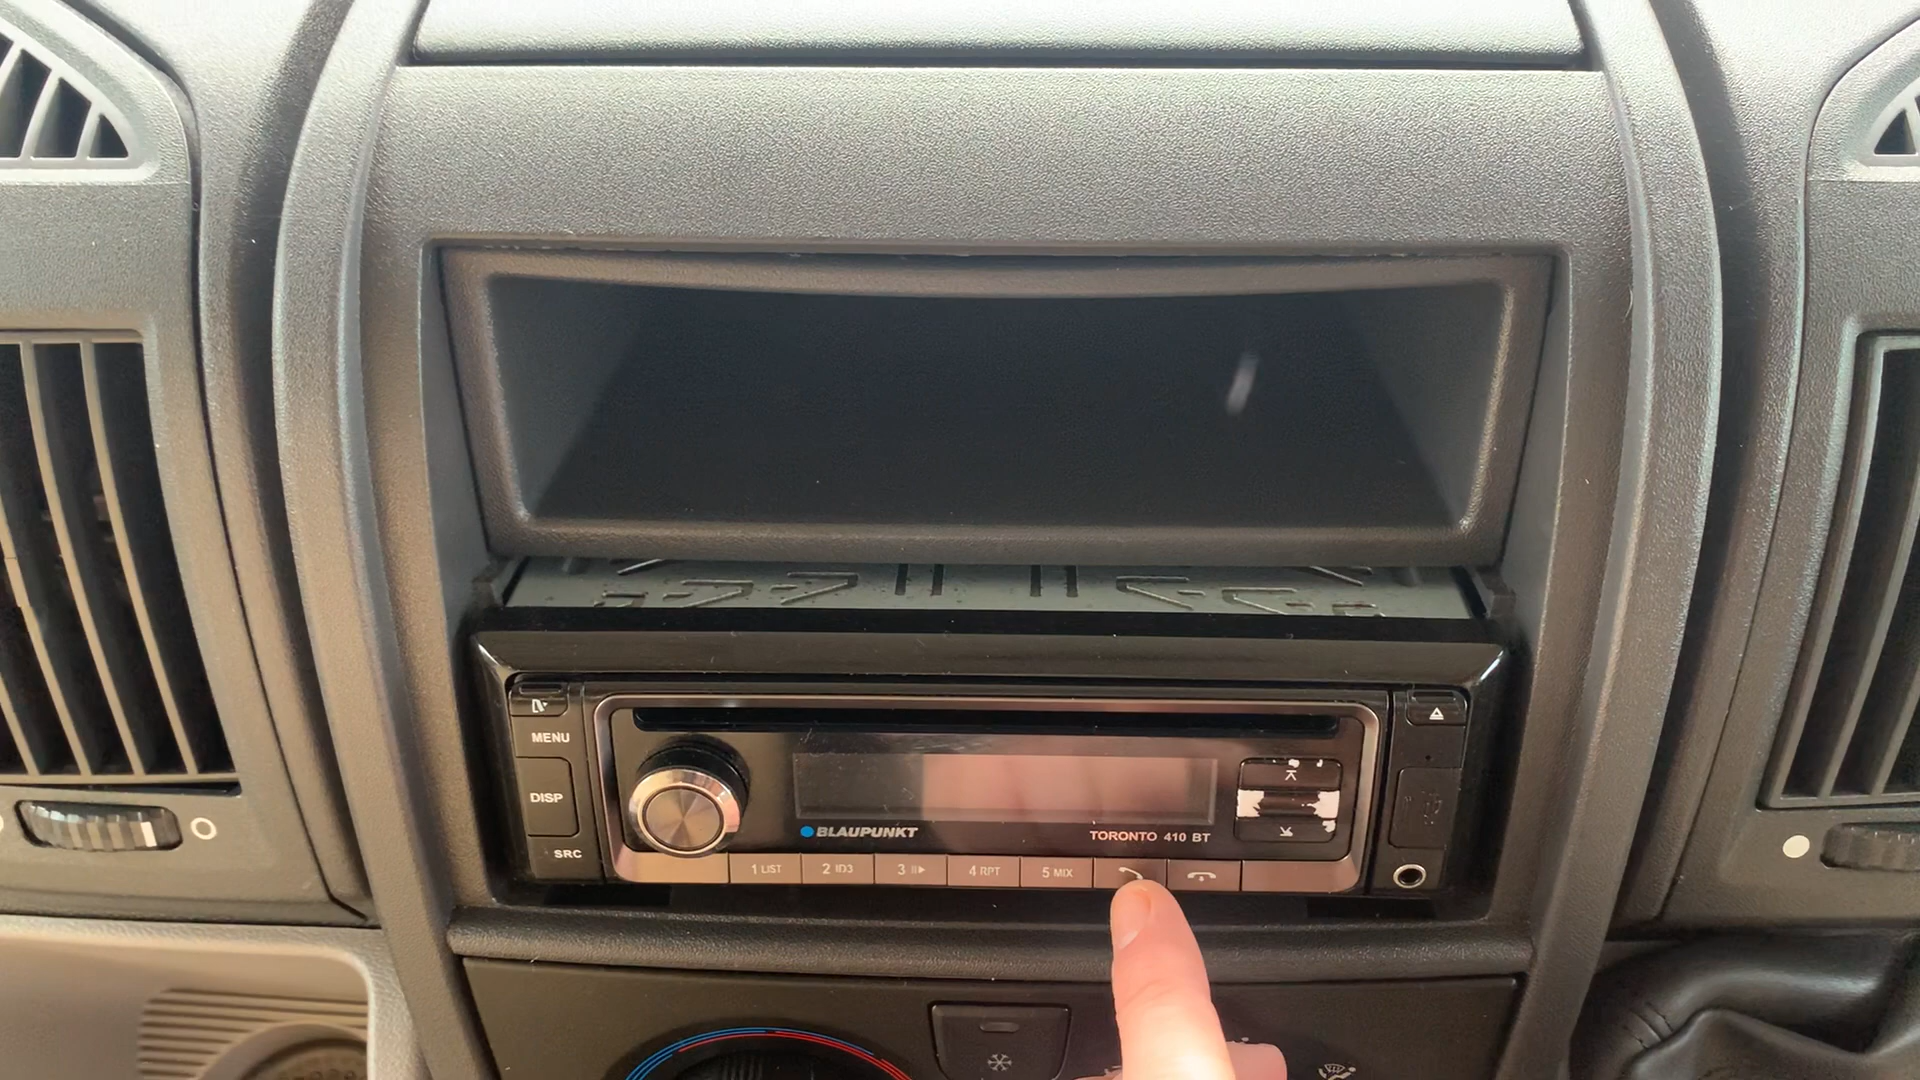 MENU
DISP
SRC
BLAUPUNKT
TORONTO 410 BT
1 LIST
2 ID3
3
4 RPT
5 MIX